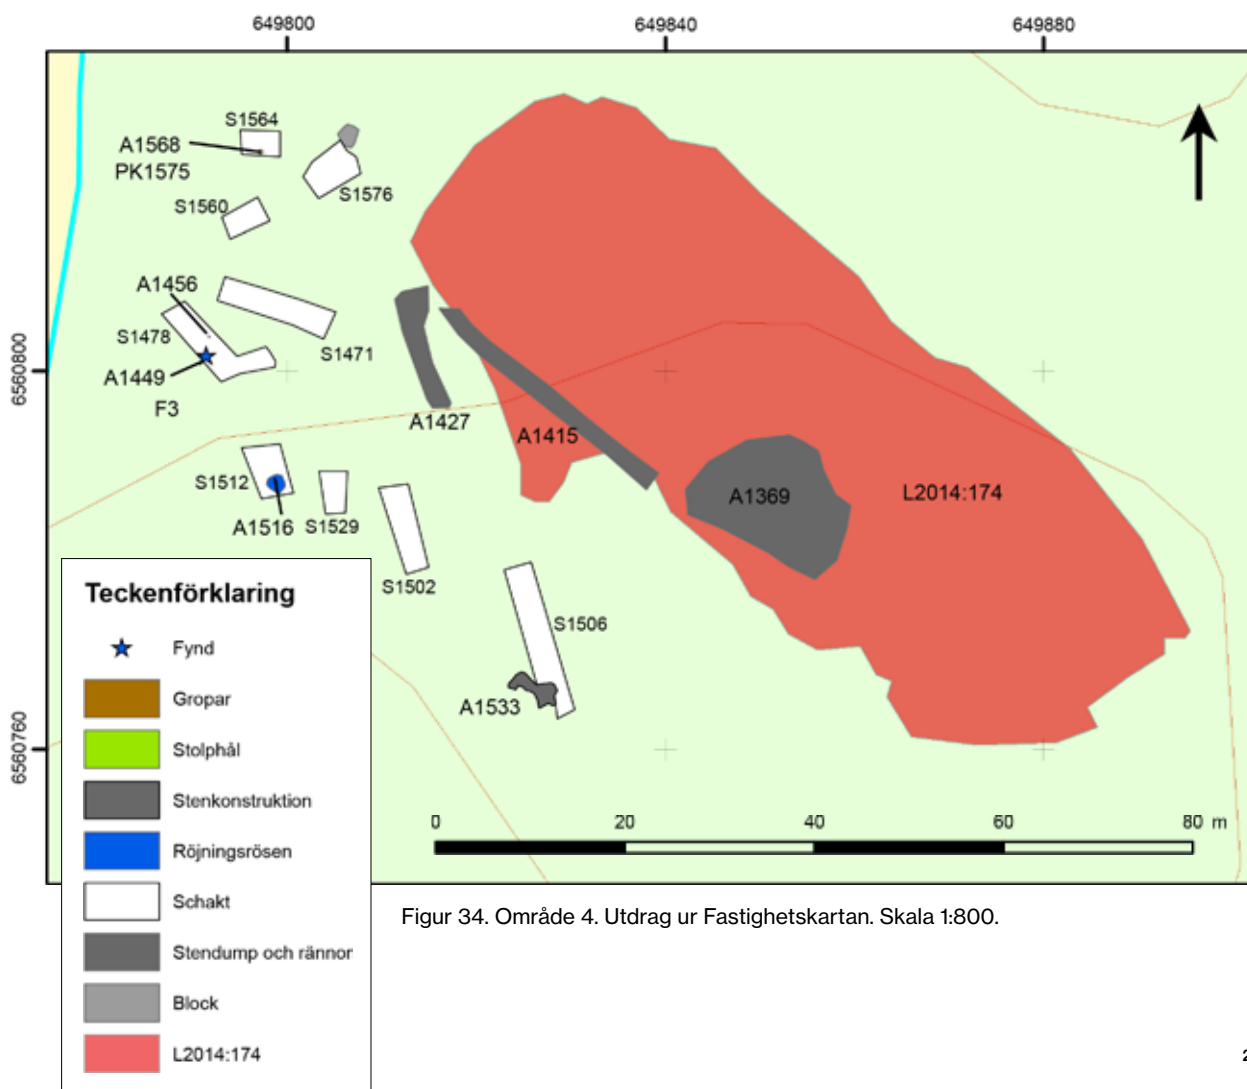 649800
649840
649880
S1564
A1568
PK1575
S1576
S1560
A1456
S1478
S1471
6560800
A1449
F3
A1427
A1415
S1512
A1369
L2014:174
A1516
S1529
S1502
S1506
A1533
6560760
0 20 40 60 80 m
Teckenförklaring
Fynd
Gropar
Stolphål
Stenkonstruktion
Röjningsrösen
Schakt
Stendump och rännor
Block
L2014:174
Figur 34. Område 4. Utdrag ur Fastighetskartan. Skala 1:800.
2